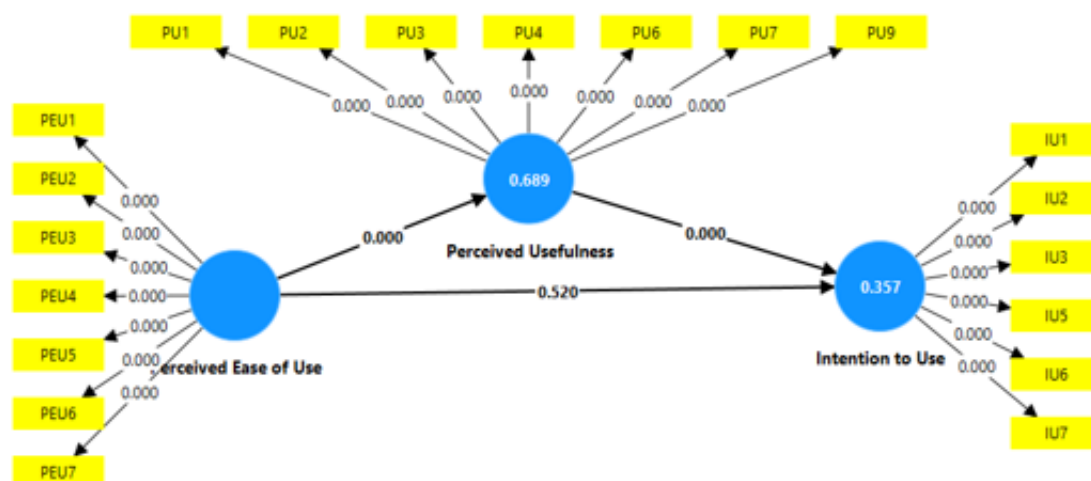 PU1
PU2
PU3
PU4
PU6
PU7
PU9
0.000
0.000
0.000
0.000
0.000
0.000
0.000
PEU1
PEU2
PEU3
PEU4
PEU5
PEU6
PEU7
0.000
0.000
0.000
0.000
0.000
0.000
0.000
0.689
Perceived Usefulness
0.000
0.000
0.520
erceived Ease of Use
0.357
Intention to Use
0.000
0.000
0.000
0.000
0.000
0.000
IU1
IU2
IU3
IU5
IU6
IU7